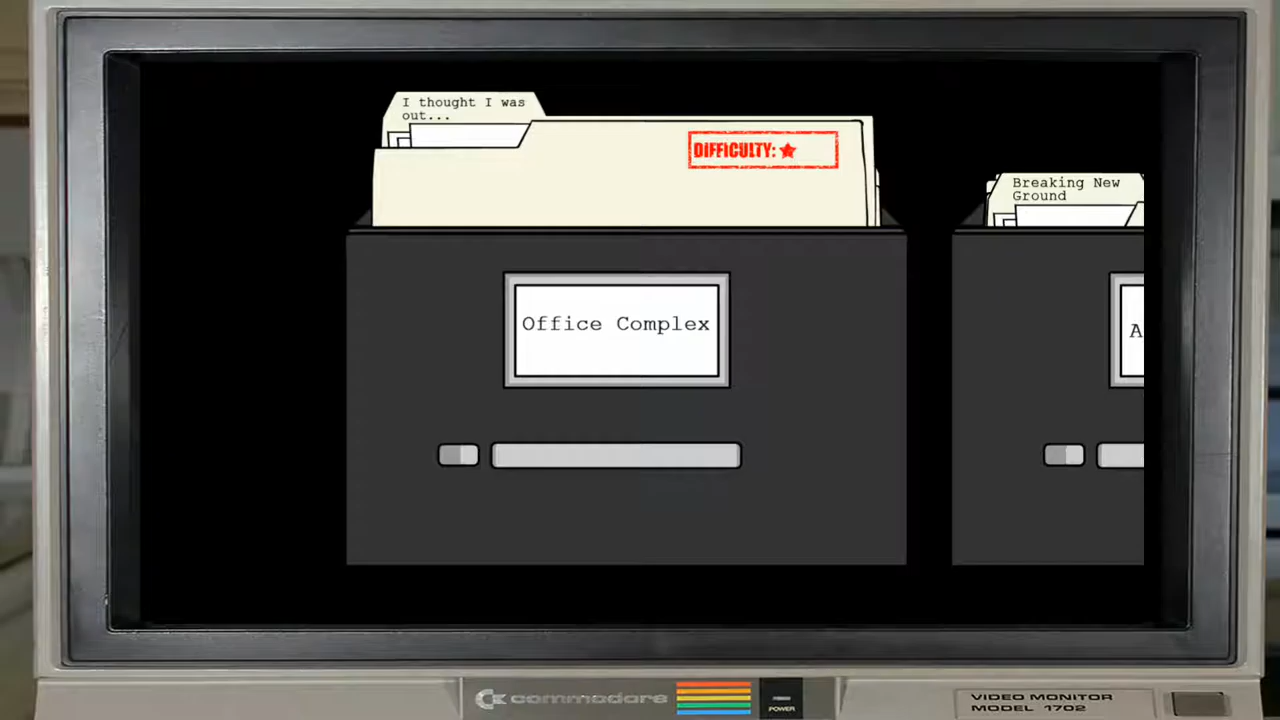 I thought I was
out...
DIFFICULTY:
Breaking New
Ground
Office Complex
A
commodore
POWER
VIDEO MONITOR
MODEL 1702